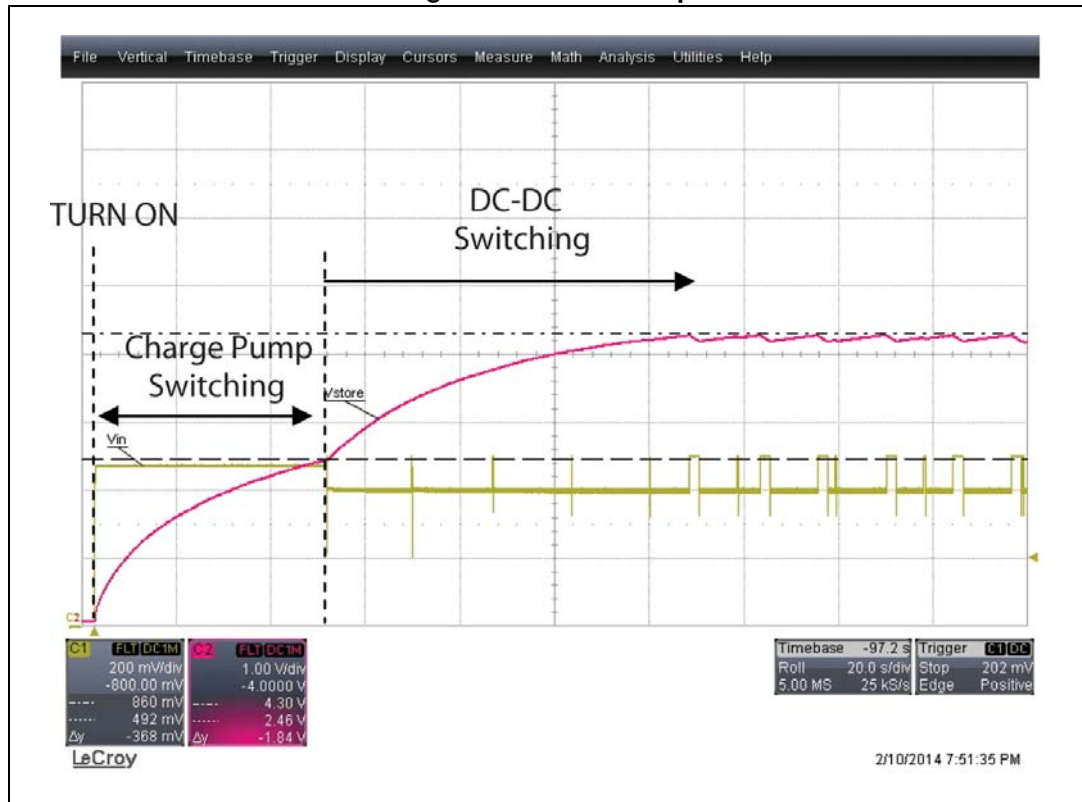 File Vertical Timebase Trigger Display Cursors Measure Math Analysis Utilities Help
TURN ON
DC-DC
Switching
Charge Pump
Switching
Vstore
Vin
C2
C1 FLT DC1M
200 mV/div
-800.00 mV
860 mV
492 mV
Δy -368 mV
C2 FLT DC1M
1.00 V/div
-4.0000 V
4.30 V
2.46 V
Δy -1.84 V
Timebase -97.2 s
Roll 20.0 s/div
5.00 MS 25 kS/s
Trigger C1 DC
Stop 202 mV
Edge Positive
LeCroy
2/10/2014 7:51:35 PM